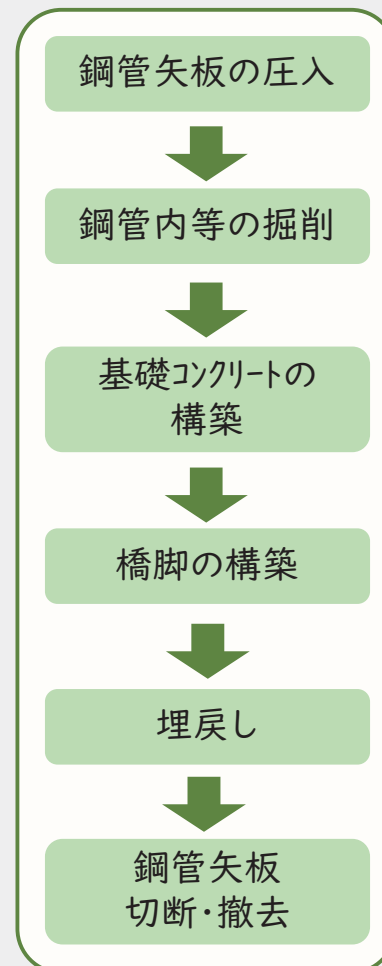 鋼管矢板の圧入
鋼管内等の掘削
基礎ｺﾝｸﾘｰﾄの
構築
橋脚の構築
埋戻し
鋼管矢板
切断･撤去